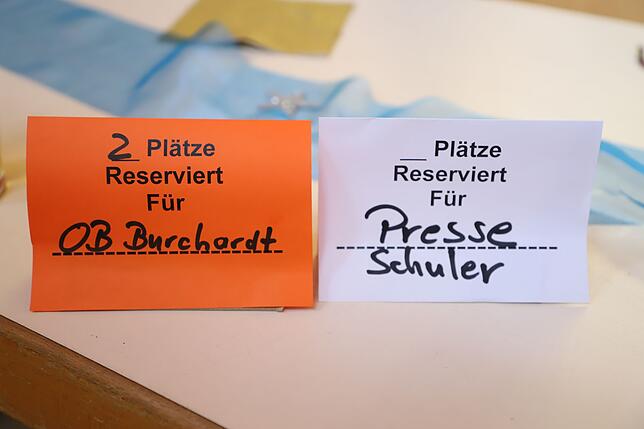 2 Plätze
Reserviert
Für
OB Burchardt
__ Plätze
Reserviert
Für
Presse
Schuler